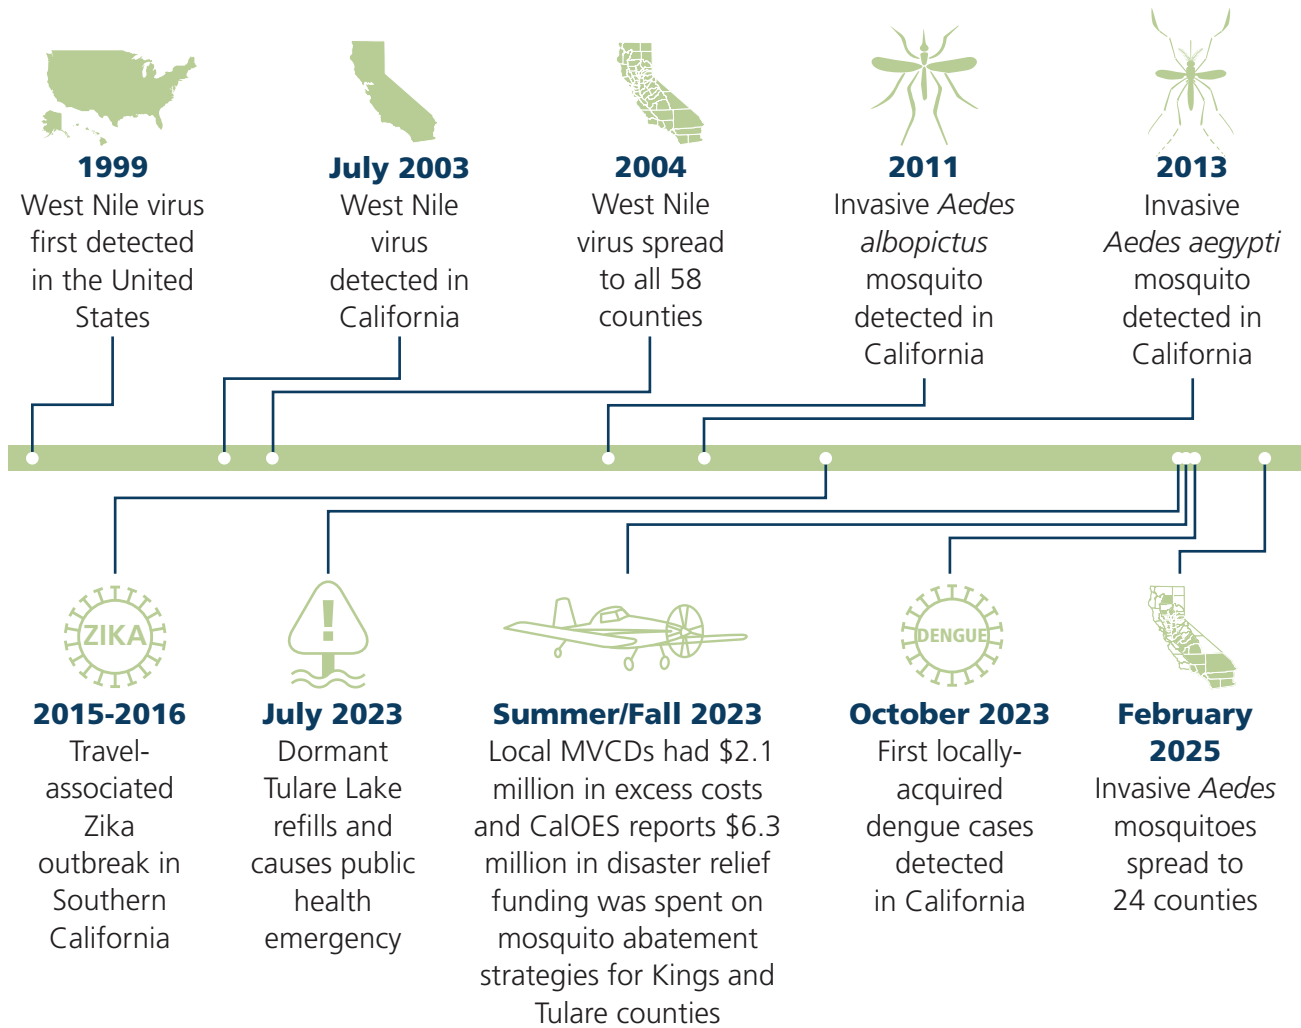 1999
West Nile virus
first detected
in the United
States
July 2003
West Nile
virus
detected in
California
2004
West Nile
virus spread
to all 58
counties
2011
Invasive Aedes
albopictus
mosquito
detected in
California
2013
Invasive
Aedes aegypti
mosquito
detected in
California
ZIKA
2015-2016
Travel-
associated
Zika
outbreak in
Southern
California
!
July 2023
Dormant
Tulare Lake
refills and
causes public
health
emergency
Summer/Fall 2023
Local MVCDs had $2.1
million in excess costs
and CalOES reports $6.3
million in disaster relief
funding was spent on
mosquito abatement
strategies for Kings and
Tulare counties
DENGUE
October 2023
First locally-
acquired
dengue cases
detected
in California
February
2025
Invasive Aedes
mosquitoes
spread to
24 counties